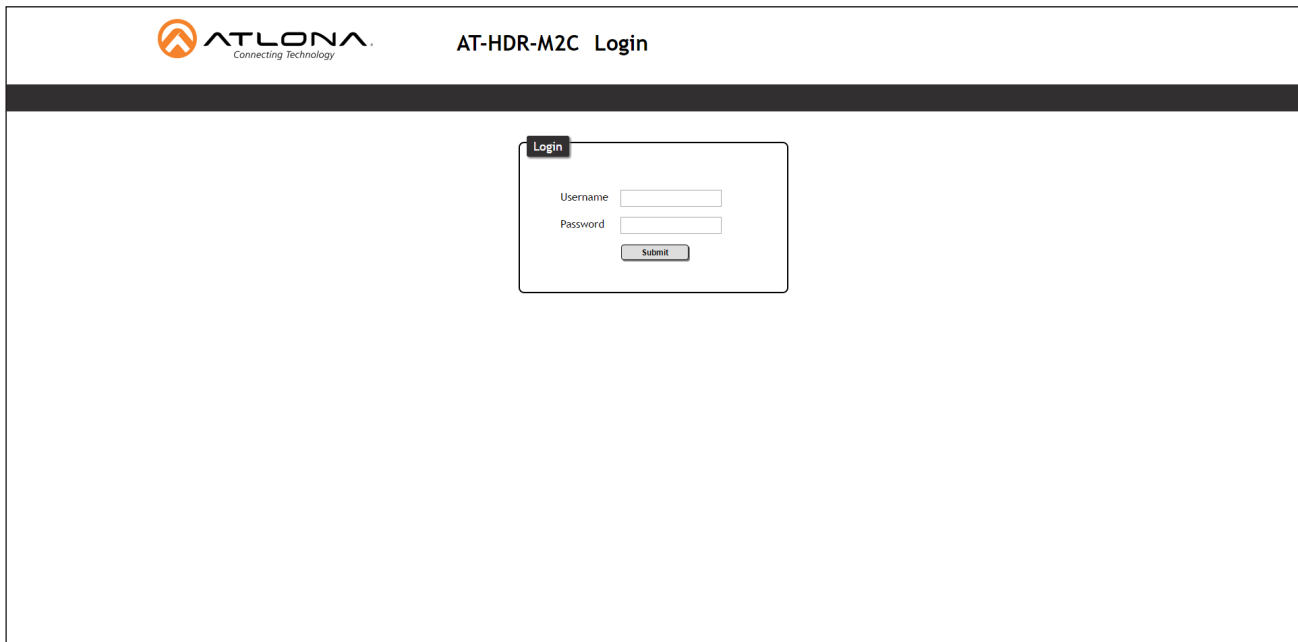 ATLONA.
Connecting Technology
AT-HDR-M2C Login
Login
Username
Password
Submit